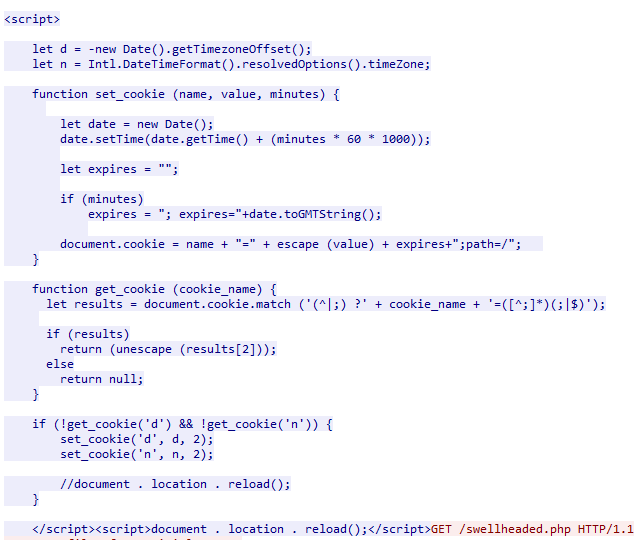 <script>
let d = -new Date().getTimezoneOffset();
let n = Intl.DateTimeFormat().resolvedOptions().timeZone;
function set_cookie (name, value, minutes) {
let date = new Date();
date.setTime(date.getTime() + (minutes * 60 * 1000));
let expires = "";
if (minutes)
expires = "; expires="+date.toGMTString();
document.cookie = name + "=" + escape (value) + expires+";path=/";
}
function get_cookie (cookie_name) {
let results = document.cookie.match ('(^|;) ?' + cookie_name + '=([^;]*)(;|$)');
if (results)
return (unescape (results[2]));
else
return null;
}
if (!get_cookie('d') && !get_cookie('n')) {
set_cookie('d', d, 2);
set_cookie('n', n, 2);
//document . location . reload();
}
</script><script>document . location . reload();</script>GET /swellheaded.php HTTP/1.1